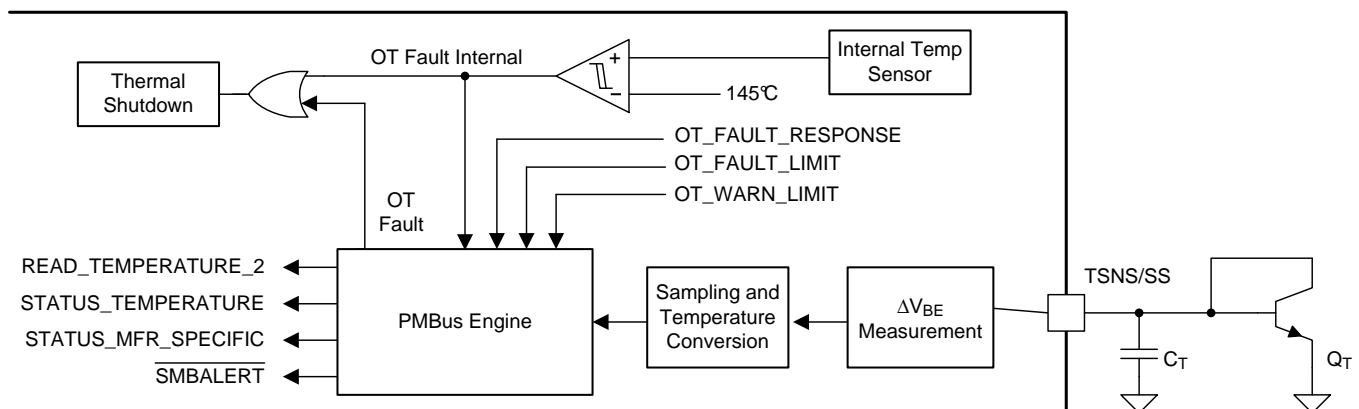 OT Fault Internal
Internal Temp
Sensor
Thermal
Shutdown
+
−
145℃
OT_FAULT_RESPONSE
OT_FAULT_LIMIT
OT_WARN_LIMIT
OT
Fault
READ_TEMPERATURE_2
STATUS_TEMPERATURE
STATUS_MFR_SPECIFIC
SMBALERT
PMBus Engine
Sampling and
Temperature
Conversion
ΔVBE
Measurement
TSNS/SS
CT
QT